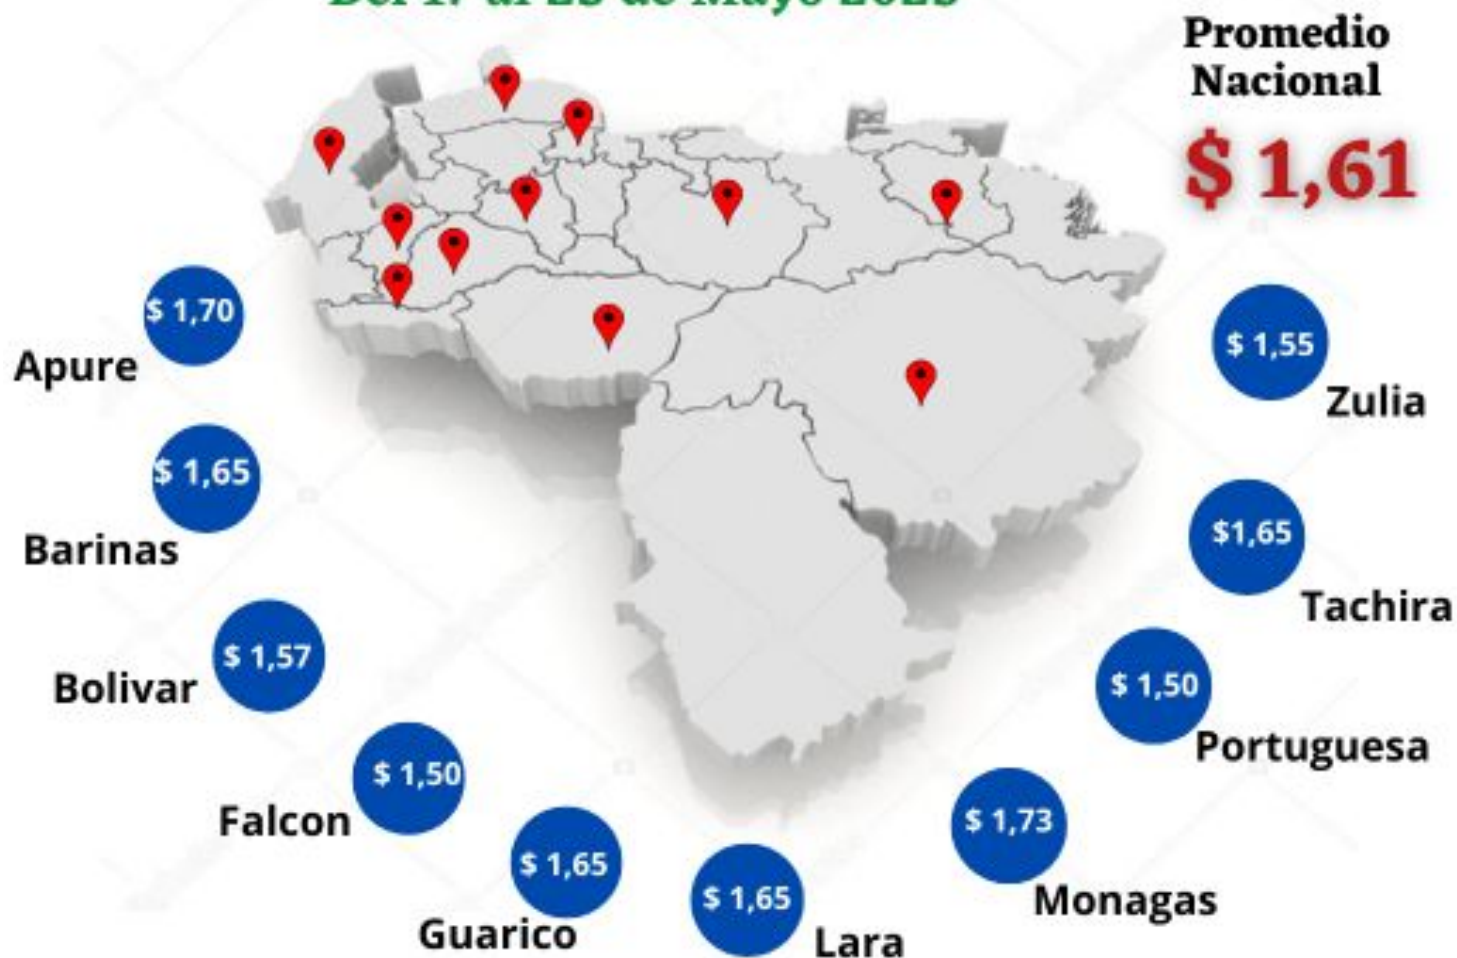 Promedio
Nacional
$ 1,61
$ 1,70
Apure
$ 1,55
Zulia
$ 1,65
Barinas
$1,65
Tachira
$ 1,57
Bolivar
$ 1,50
Portuguesa
$ 1,50
Falcon
$ 1,73
Monagas
$ 1,65
Guarico
$ 1,65
Lara